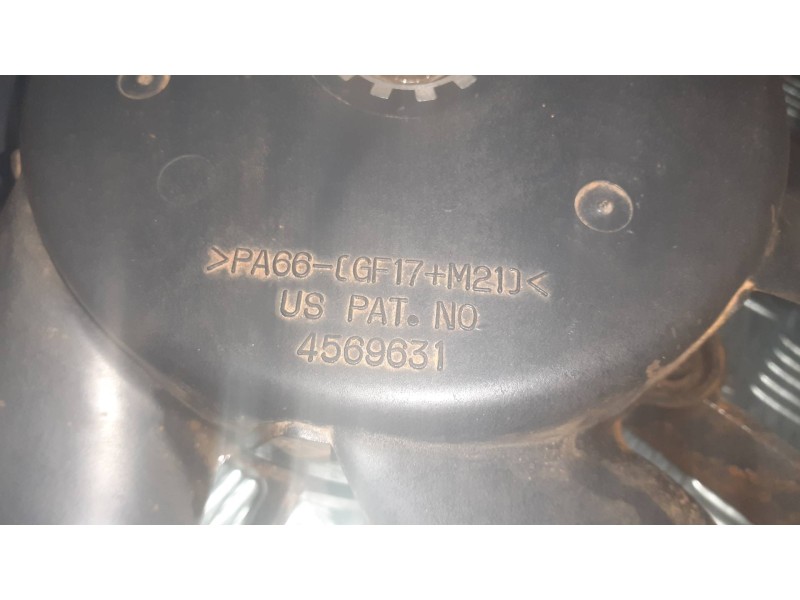 >PA66-(GF17+M21)<
US PAT. NO
4569631